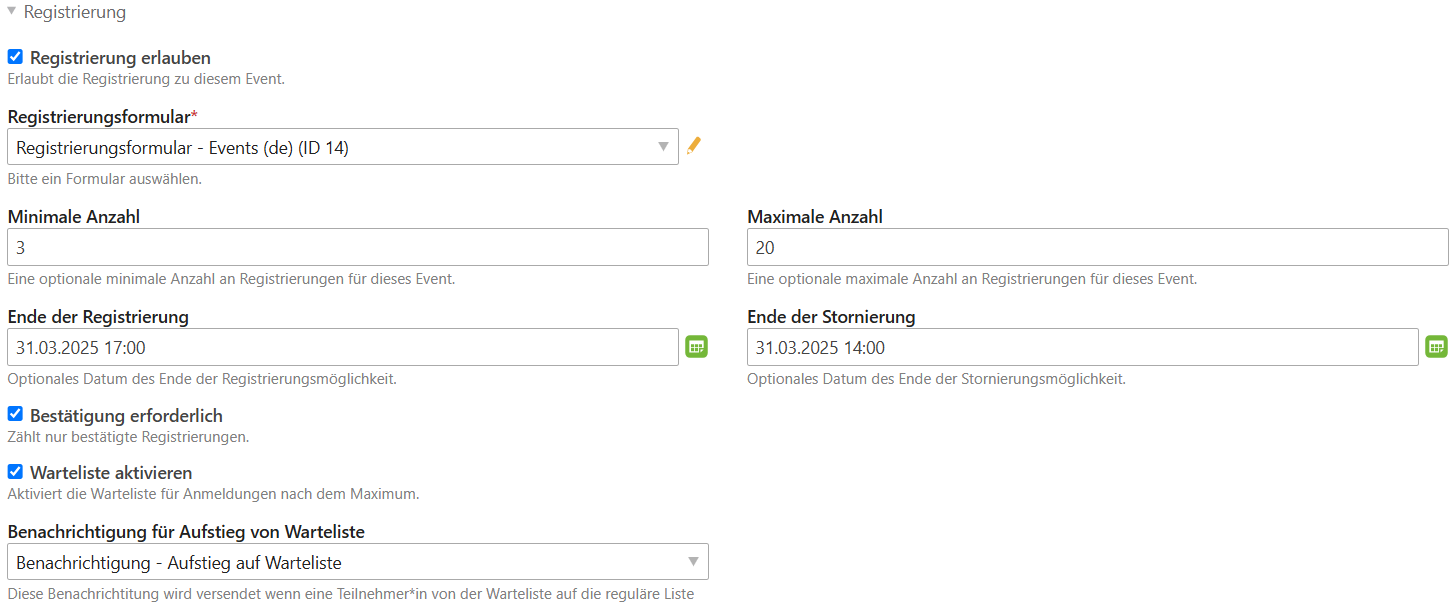 Registrierung
Registrierung erlauben
Erlaubt die Registrierung zu diesem Event.
Registrierungsformular*
Registrierungsformular - Events (de) (ID 14)
Bitte ein Formular auswählen.
Minimale Anzahl
3
Eine optionale minimale Anzahl an Registrierungen für dieses Event.
Maximale Anzahl
20
Eine optionale maximale Anzahl an Registrierungen für dieses Event.
Ende der Registrierung
31.03.2025 17:00
Optionales Datum des Ende der Registrierungsmöglichkeit.
Ende der Stornierung
31.03.2025 14:00
Optionales Datum des Ende der Stornierungsmöglichkeit.
Bestätigung erforderlich
Zählt nur bestätigte Registrierungen.
Warteliste aktivieren
Aktiviert die Warteliste für Anmeldungen nach dem Maximum.
Benachrichtigung für Aufstieg von Warteliste
Benachrichtigung - Aufstieg auf Warteliste
Diese Benachrichtitung wird versendet wenn eine Teilnehmer*in von der Warteliste auf die reguläre Liste